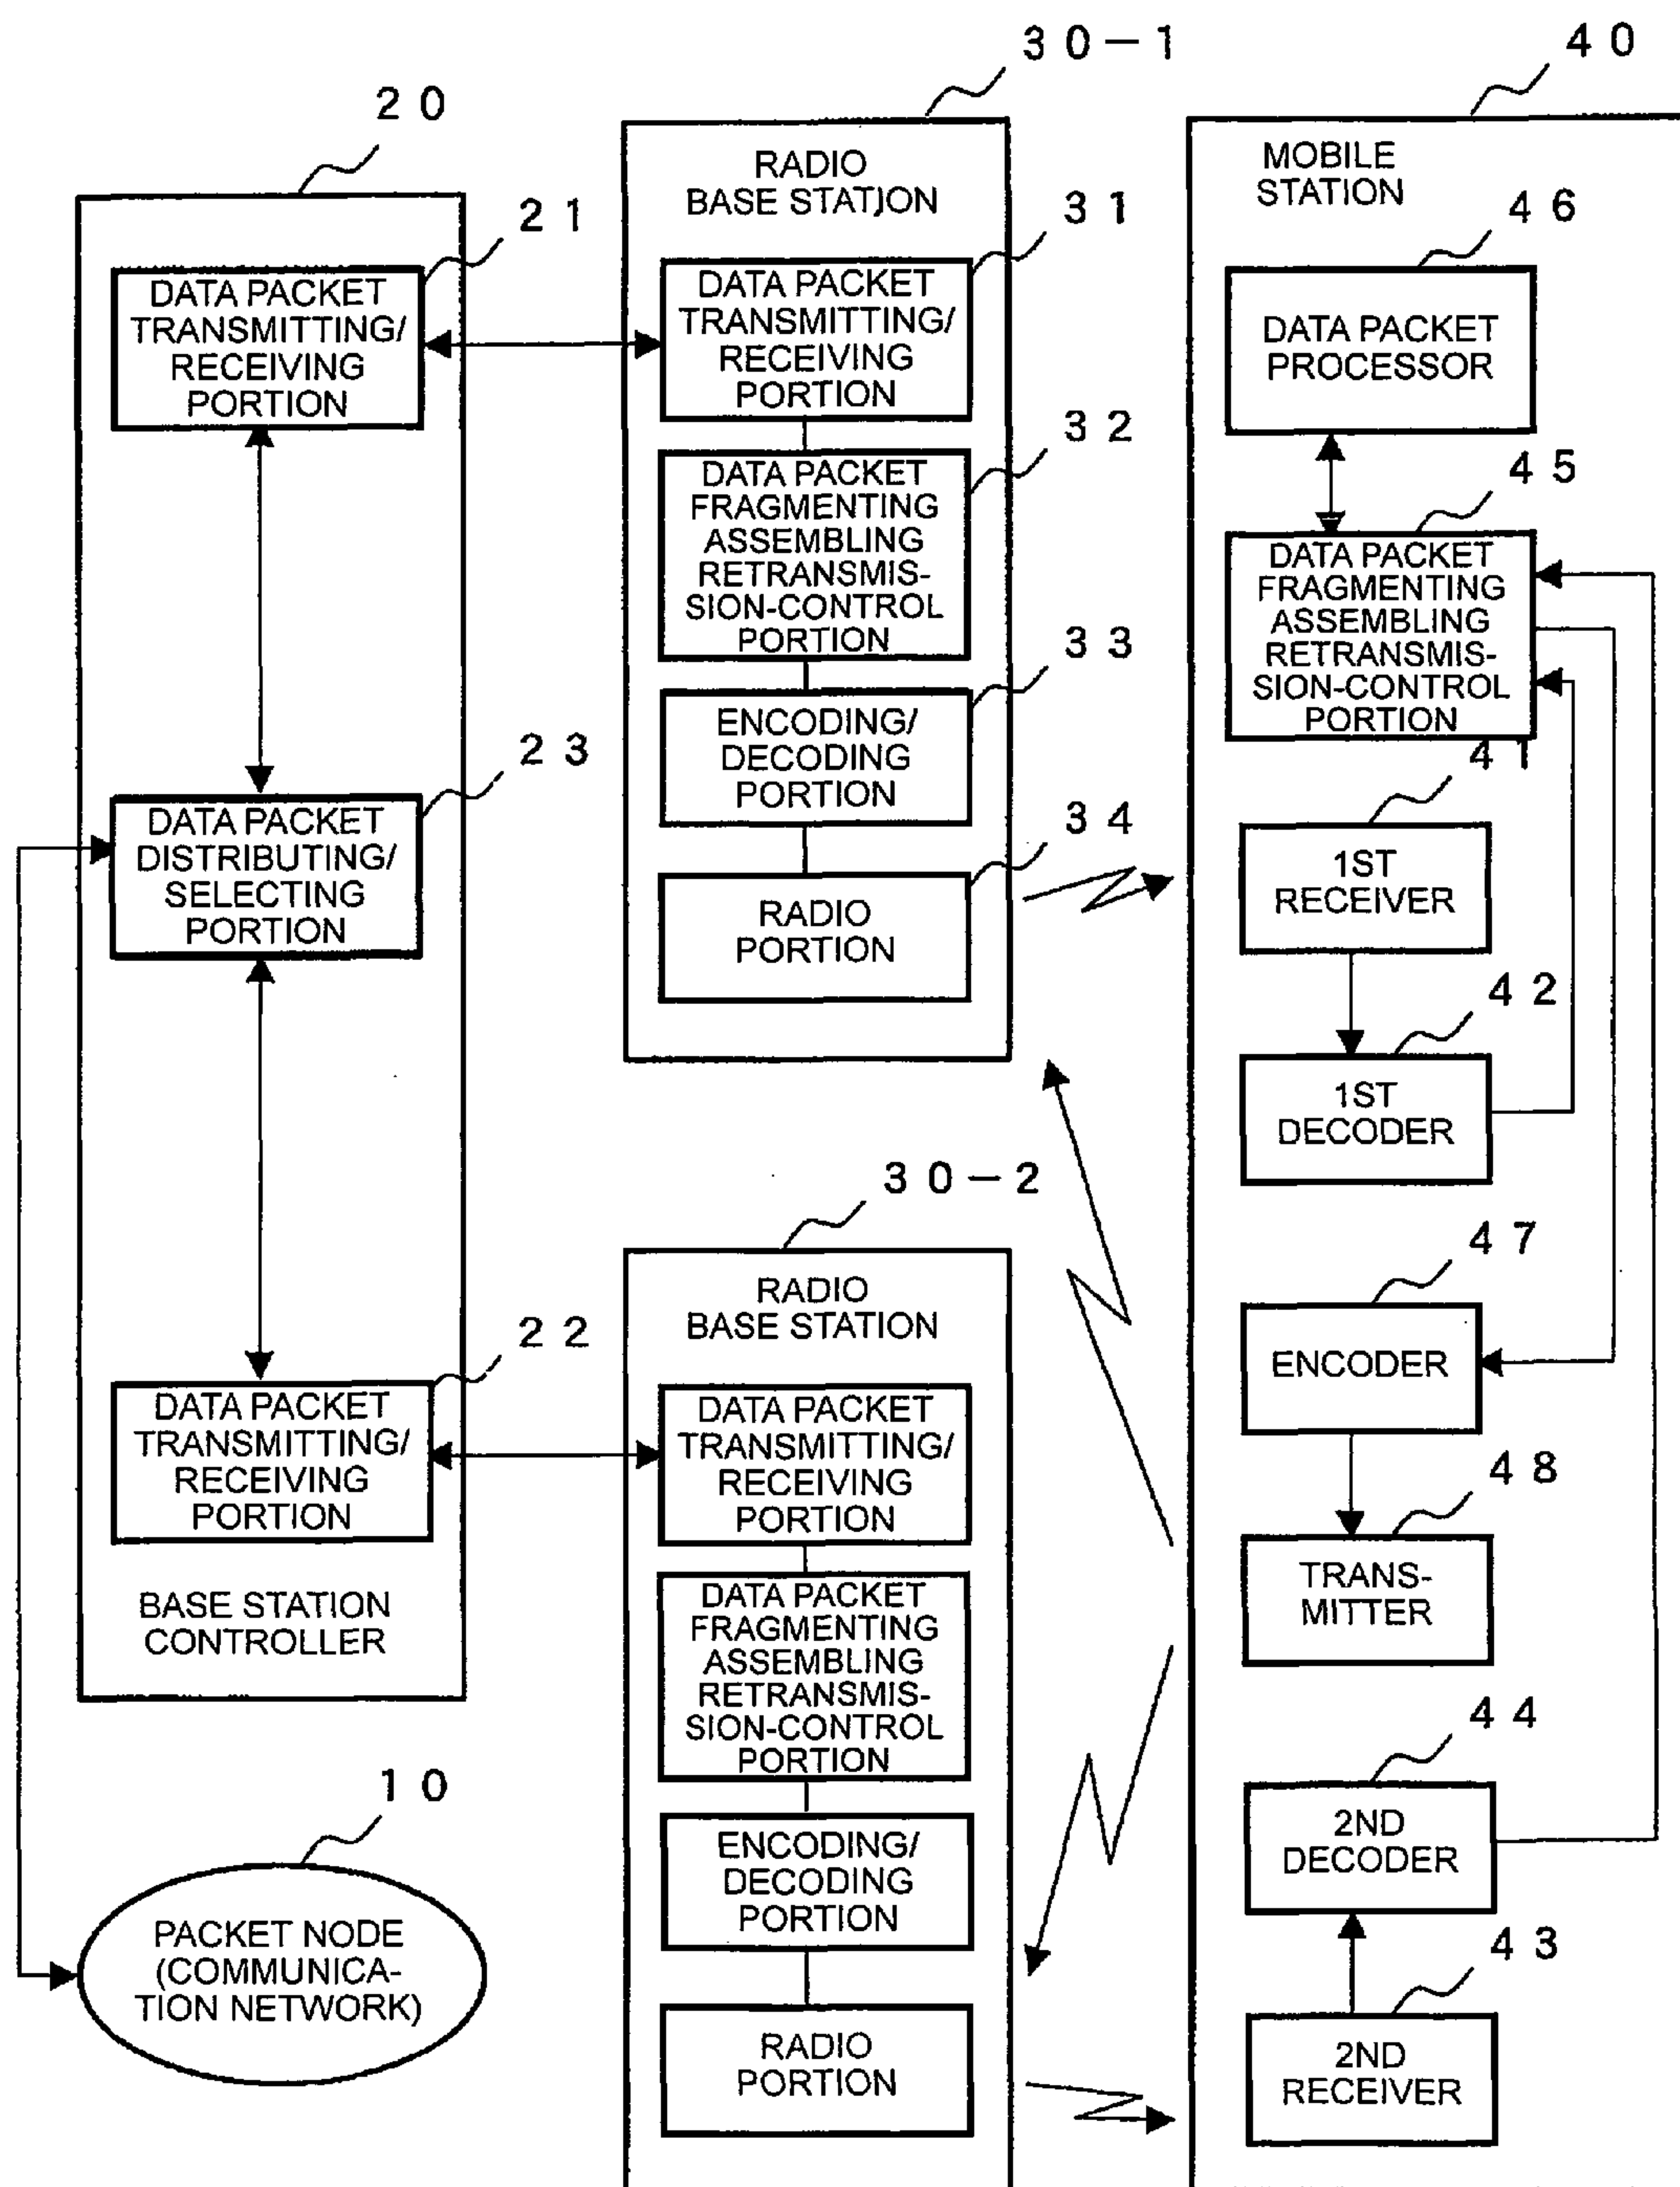 20
21
DATA PACKET
TRANSMITTING/
RECEIVING
PORTION
23
DATA PACKET
DISTRIBUTING/
SELECTING
PORTION
22
DATA PACKET
TRANSMITTING/
RECEIVING
PORTION
BASE STATION
CONTROLLER
10
PACKET NODE
(COMMUNICA-
TION NETWORK)
30-1
RADIO
BASE STATION
31
DATA PACKET
TRANSMITTING/
RECEIVING
PORTION
32
DATA PACKET
FRAGMENTING
ASSEMBLING
RETRANSMIS-
SION-CONTROL
PORTION
33
ENCODING/
DECODING
PORTION
34
RADIO
PORTION
30-2
RADIO
BASE STATION
DATA PACKET
TRANSMITTING/
RECEIVING
PORTION
DATA PACKET
FRAGMENTING
ASSEMBLING
RETRANSMIS-
SION-CONTROL
PORTION
ENCODING/
DECODING
PORTION
RADIO
PORTION
40
MOBILE
STATION
46
DATA PACKET
PROCESSOR
45
DATA PACKET
FRAGMENTING
ASSEMBLING
RETRANSMIS-
SION-CONTROL
PORTION
41
1ST
RECEIVER
42
1ST
DECODER
47
ENCODER
48
TRANS-
MITTER
44
2ND
DECODER
43
2ND
RECEIVER